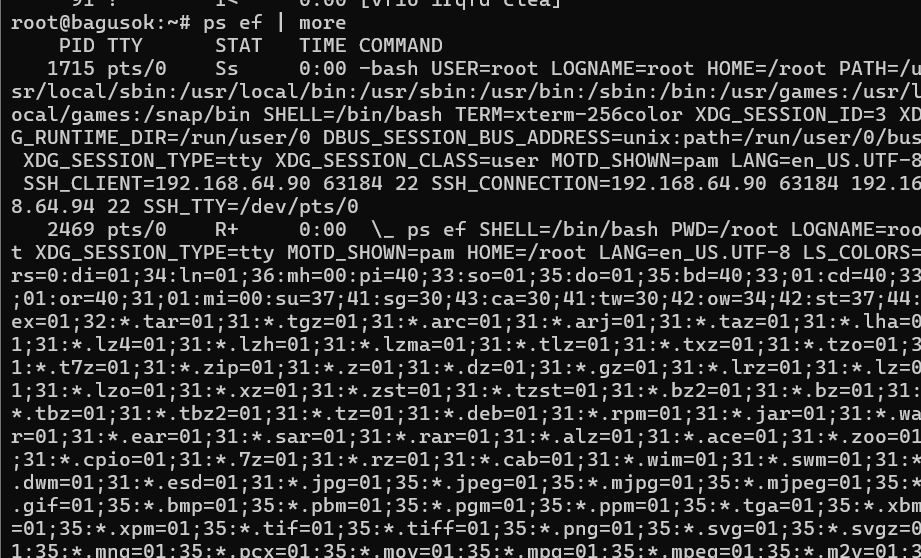 91 ? I< 0:00 [vfio-irqfd-clea]
root@bagusok:~# ps ef | more
    PID TTY      STAT   TIME COMMAND
   1715 pts/0    Ss     0:00 -bash USER=root LOGNAME=root HOME=/root PATH=/u
sr/local/sbin:/usr/local/bin:/usr/sbin:/usr/bin:/sbin:/bin:/usr/games:/usr/l
ocal/games:/snap/bin SHELL=/bin/bash TERM=xterm-256color XDG_SESSION_ID=3 XD
G_RUNTIME_DIR=/run/user/0 DBUS_SESSION_BUS_ADDRESS=unix:path=/run/user/0/bus
 XDG_SESSION_TYPE=tty XDG_SESSION_CLASS=user MOTD_SHOWN=pam LANG=en_US.UTF-8
 SSH_CLIENT=192.168.64.90 63184 22 SSH_CONNECTION=192.168.64.90 63184 192.16
8.64.94 22 SSH_TTY=/dev/pts/0
   2469 pts/0    R+     0:00  \_ ps ef SHELL=/bin/bash PWD=/root LOGNAME=roo
t XDG_SESSION_TYPE=tty MOTD_SHOWN=pam HOME=/root LANG=en_US.UTF-8 LS_COLORS=
rs=0:di=01;34:ln=01;36:mh=00:pi=40;33:so=01;35:do=01;35:bd=40;33;01:cd=40;33
;01:or=40;31;01:mi=00:su=37;41:sg=30;43:ca=30;41:tw=30;42:ow=34;42:st=37;44:
ex=01;32:*.tar=01;31:*.tgz=01;31:*.arc=01;31:*.arj=01;31:*.taz=01;31:*.lha=0
1;31:*.lz4=01;31:*.lzh=01;31:*.lzma=01;31:*.tlz=01;31:*.txz=01;31:*.tzo=01;3
1:*.t7z=01;31:*.zip=01;31:*.z=01;31:*.dz=01;31:*.gz=01;31:*.lrz=01;31:*.lz=0
1;31:*.lzo=01;31:*.xz=01;31:*.zst=01;31:*.tzst=01;31:*.bz2=01;31:*.bz=01;31:
*.tbz=01;31:*.tbz2=01;31:*.tz=01;31:*.deb=01;31:*.rpm=01;31:*.jar=01;31:*.wa
r=01;31:*.ear=01;31:*.sar=01;31:*.rar=01;31:*.alz=01;31:*.ace=01;31:*.zoo=01
;31:*.cpio=01;31:*.7z=01;31:*.rz=01;31:*.cab=01;31:*.wim=01;31:*.swm=01;31:*
.dwm=01;31:*.esd=01;31:*.jpg=01;35:*.jpeg=01;35:*.mjpg=01;35:*.mjpeg=01;35:*
.gif=01;35:*.bmp=01;35:*.pbm=01;35:*.pgm=01;35:*.ppm=01;35:*.tga=01;35:*.xbm
=01;35:*.xpm=01;35:*.tif=01;35:*.tiff=01;35:*.png=01;35:*.svg=01;35:*.svgz=0
1;35:*.mng=01;35:*.pcx=01;35:*.mov=01;35:*.mpg=01;35:*.mpeg=01;35:*.m2v=01;3